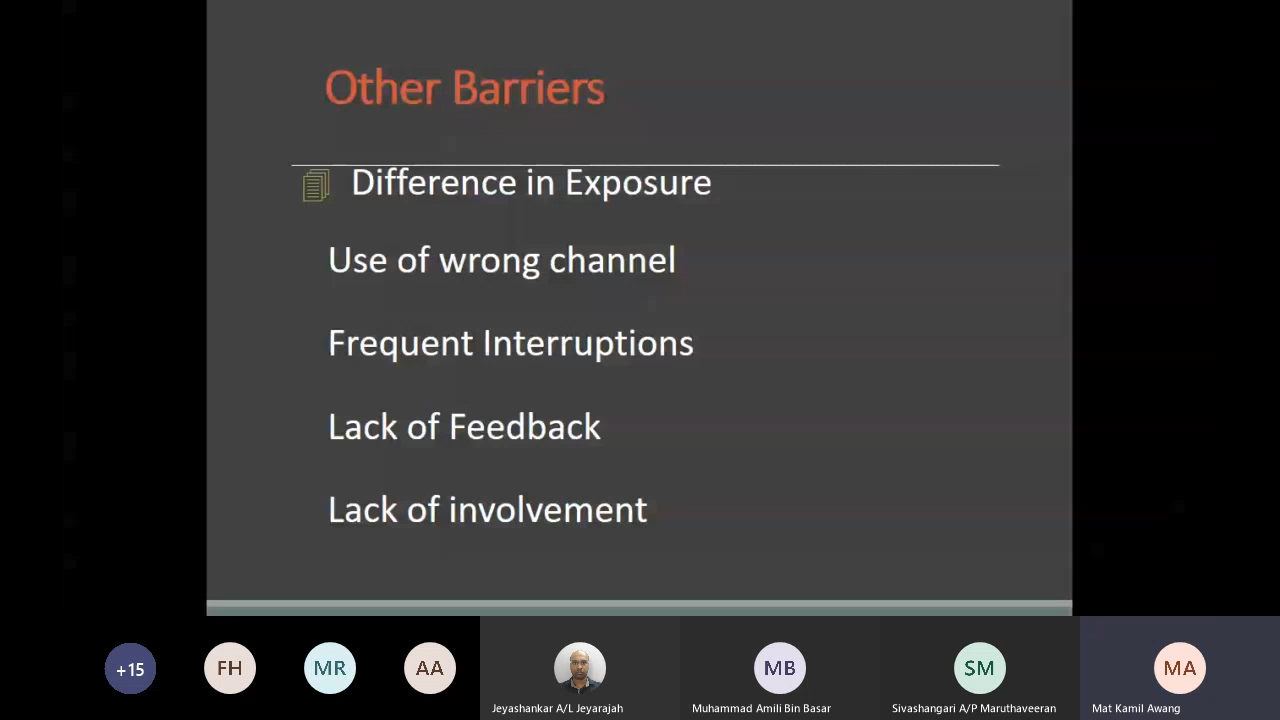 Other Barriers
Difference in Exposure
Use of wrong channel
Frequent Interruptions
Lack of Feedback
Lack of involvement
+15
FH
MR
AA
MB
SM
MA
Jeyashankar A/L Jeyarajah
Muhammad Amili Bin Basar
Sivashangari A/P Maruthaveeran
Mat Kamil Awang